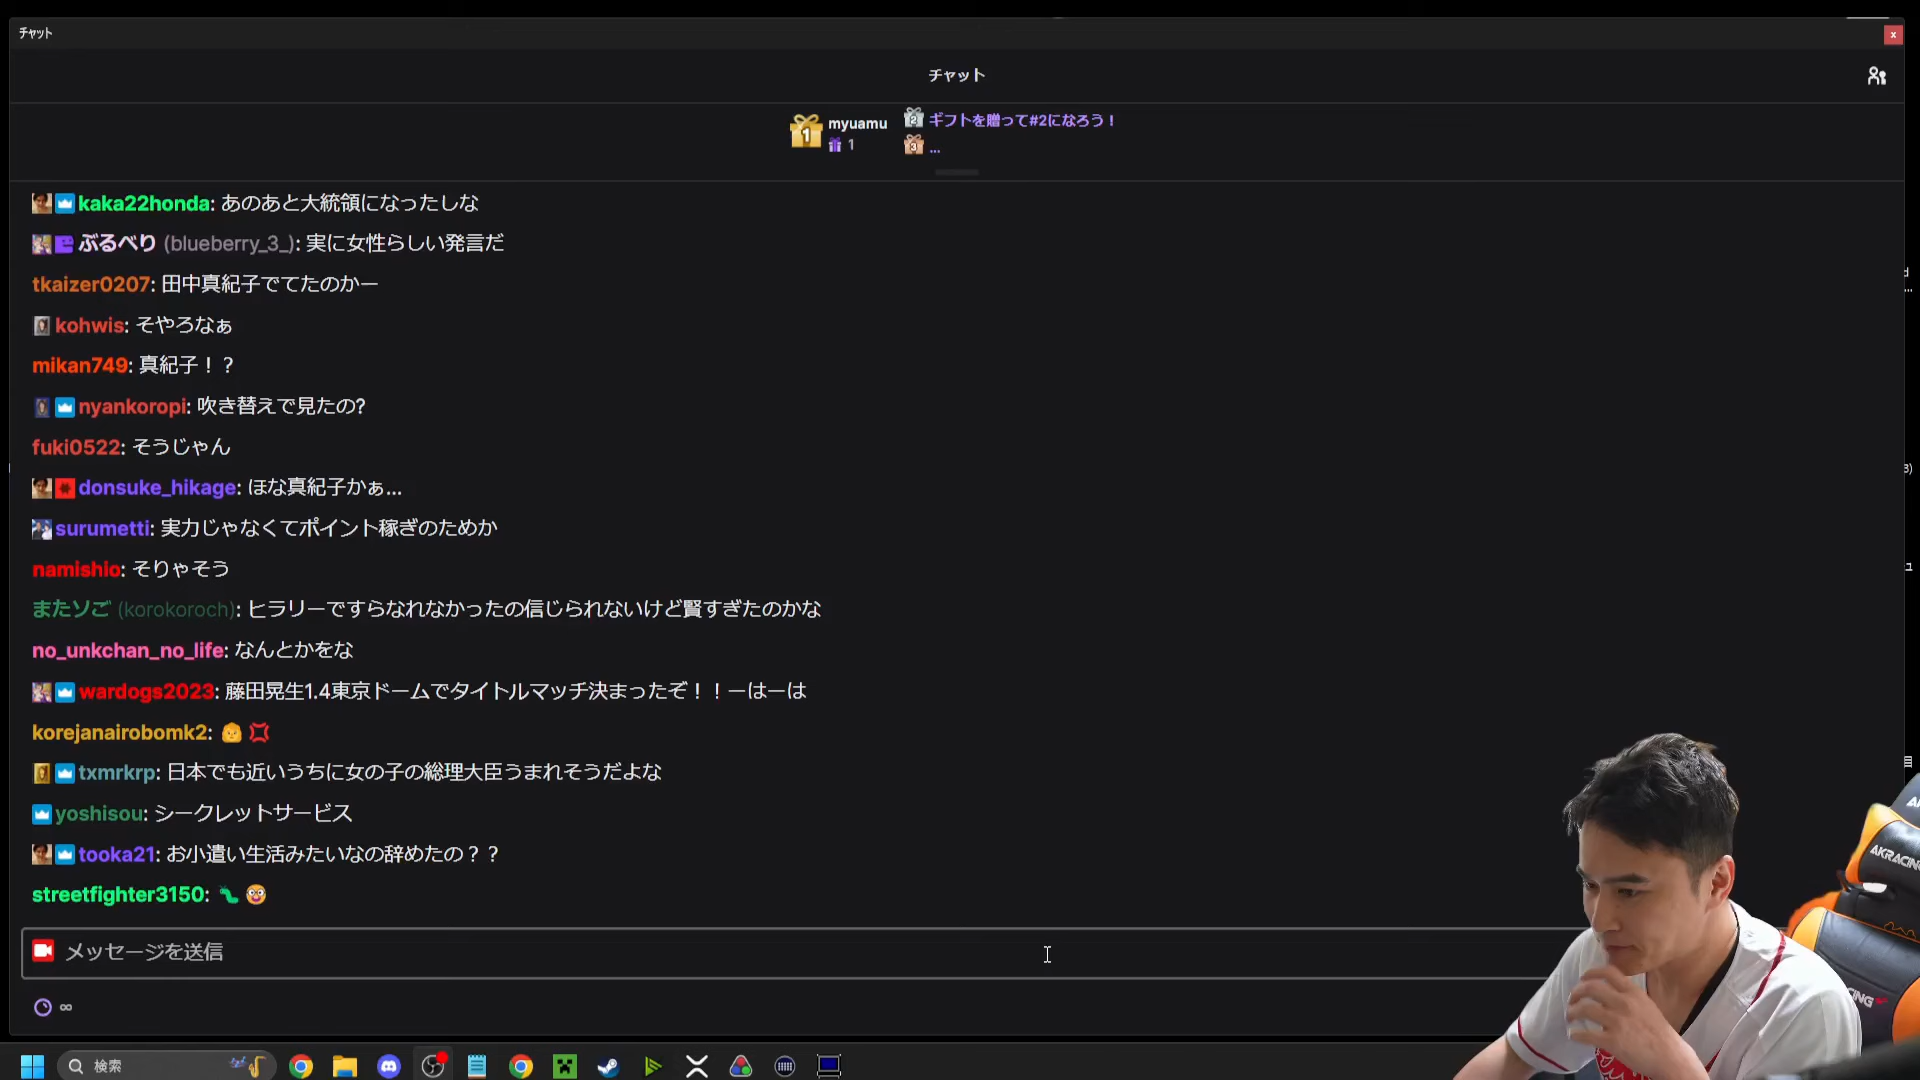 チャット
チャット
1 myuamu
1
2 ギフトを贈って#2になろう！
3 ...
kaka22honda: あのあと大統領になったしな
ぶるべり (blueberry_3_): 実に女性らしい発言だ
tkaizer0207: 田中真紀子でてたのかー
kohwis: そやろなぁ
mikan749: 真紀子！？
nyankoropi: 吹き替えで見たの?
fuki0522: そうじゃん
donsuke_hikage: ほな真紀子かぁ...
surumetti: 実力じゃなくてポイント稼ぎのためか
namishio: そりゃそう
またソご (korokoroch): ヒラリーですらなれなかったの信じられないけど賢すぎたのかな
no_unkchan_no_life: なんとかをな
wardogs2023: 藤田晃生1.4東京ドームでタイトルマッチ決まったぞ！！ーはーは
korejanairobomk2:
txmrkrp: 日本でも近いうちに女の子の総理大臣うまれそうだよな
yoshisou: シークレットサービス
tooka21: お小遣い生活みたいなの辞めたの？？
streetfighter3150:
メッセージを送信
∞
検索
AKRACING